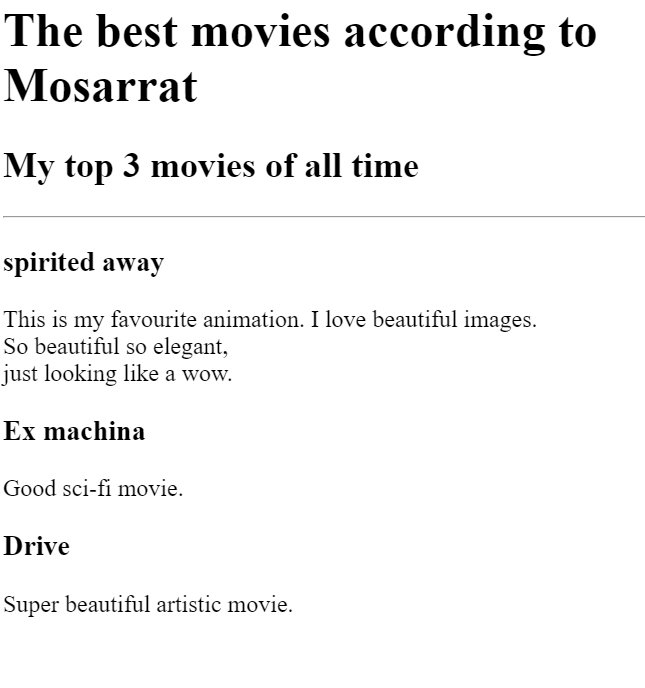 The best movies according to
Mosarrat
My top 3 movies of all time
spirited away
This is my favourite animation. I love beautiful images.
So beautiful so elegant,
just looking like a wow.
Ex machina
Good sci-fi movie.
Drive
Super beautiful artistic movie.